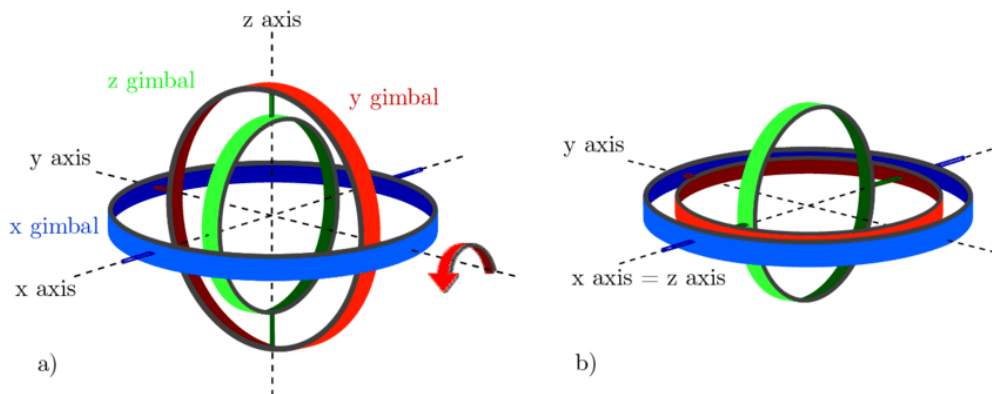 z axis
z gimbal
y gimbal
y axis
x gimbal
x axis
a)
y axis
x axis = z axis
b)